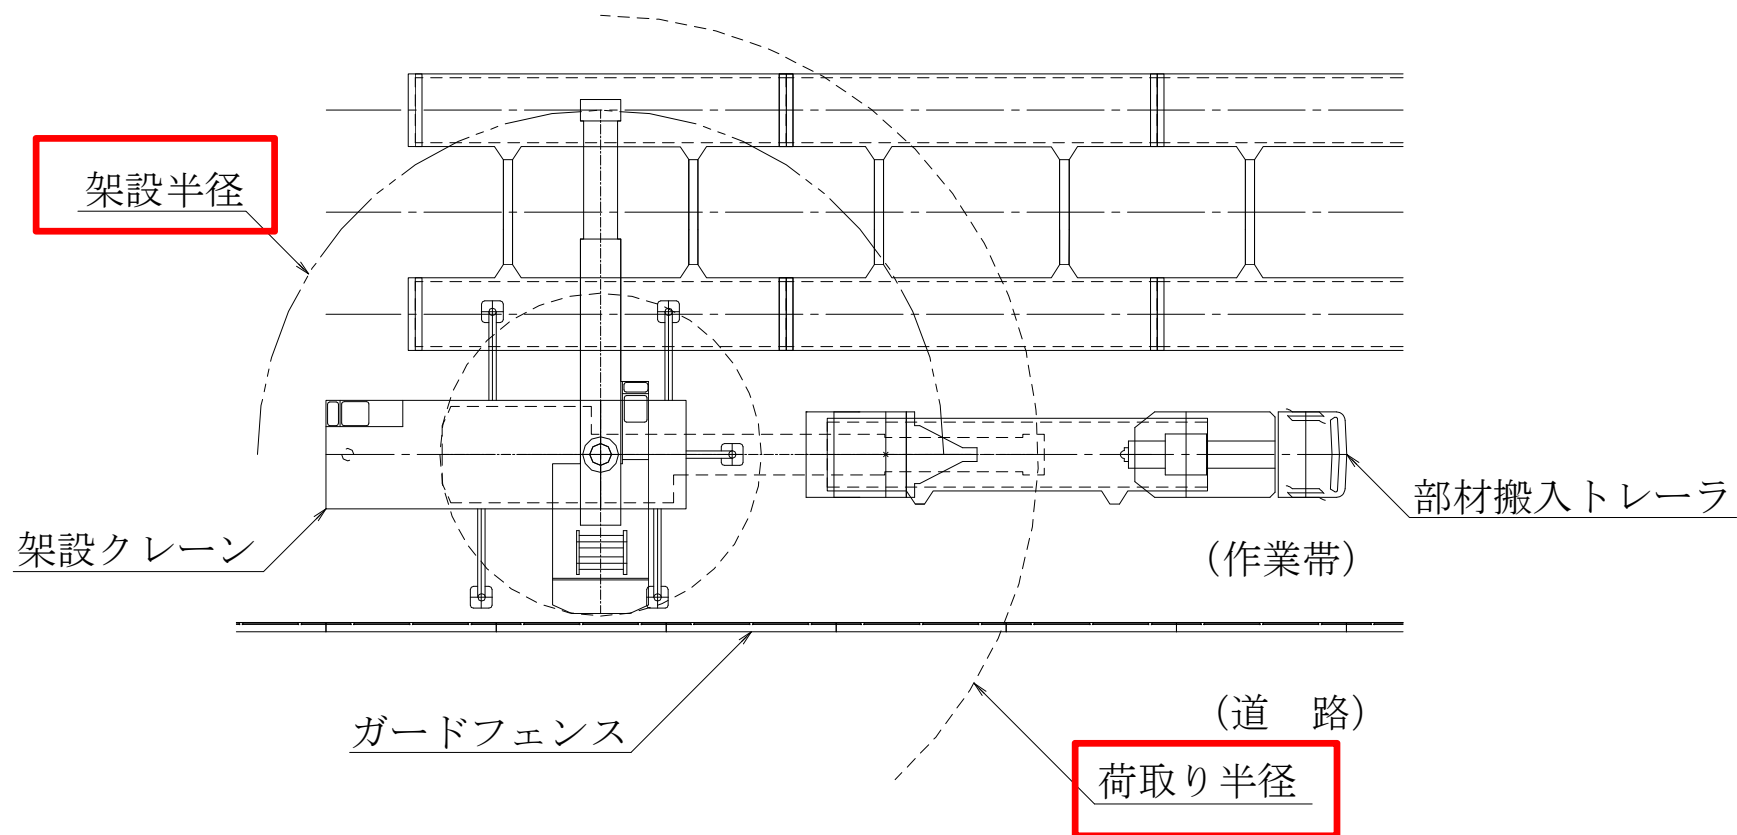 架設半径
部材搬入トレーラ
架設クレーン
(作業帯)
(道　路)
ガードフェンス
荷取り半径